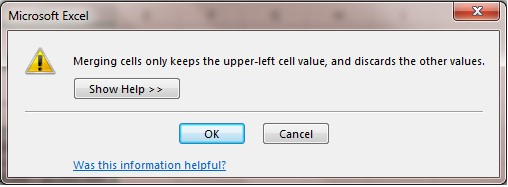 Microsoft Excel
Merging cells only keeps the upper-left cell value, and discards the other values.
Show Help >>
OK
Cancel
Was this information helpful?